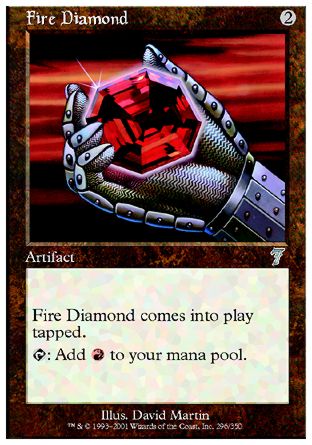 Fire Diamond 2
Artifact 7
Fire Diamond comes into play
tapped.
: Add to your mana pool.
Illus. David Martin
™ & © 1993–2001 Wizards of the Coast, Inc. 296/350